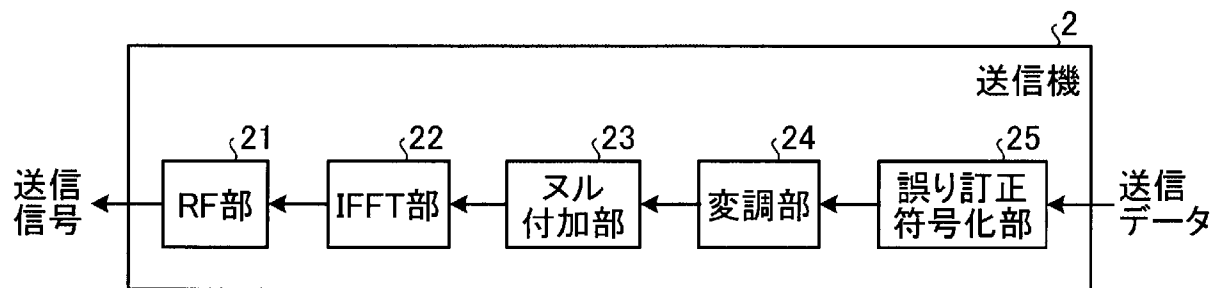 2
送信機
21
22
23
24
25
送信
信号
RF部
IFFT部
ヌル
付加部
変調部
誤り訂正
符号化部
送信
データ